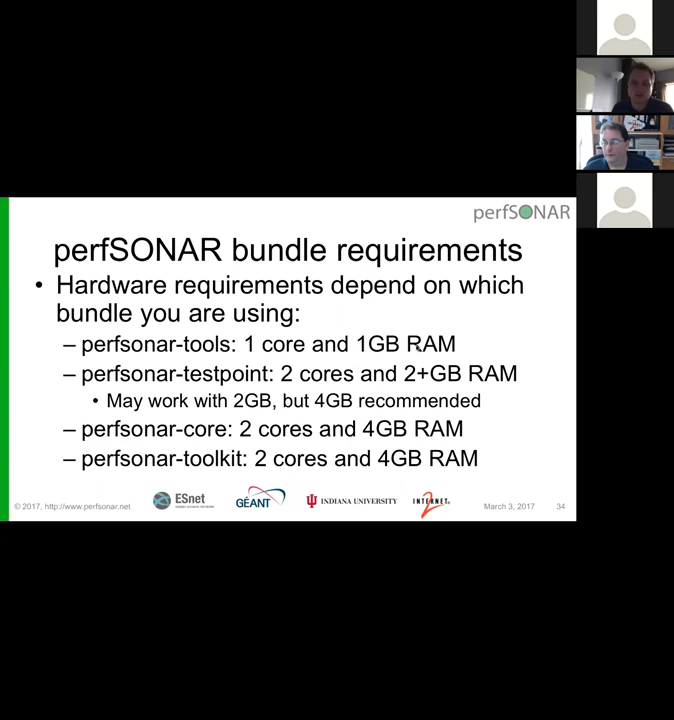 perfSONAR
perfSONAR bundle requirements
• Hardware requirements depend on which
bundle you are using:
– perfsonar-tools: 1 core and 1GB RAM
– perfsonar-testpoint: 2 cores and 2+GB RAM
• May work with 2GB, but 4GB recommended
– perfsonar-core: 2 cores and 4GB RAM
– perfsonar-toolkit: 2 cores and 4GB RAM
© 2017, http://www.perfsonar.net
ESnet
GÉANT
INDIANA UNIVERSITY
INTERNET
2
March 3, 2017
34